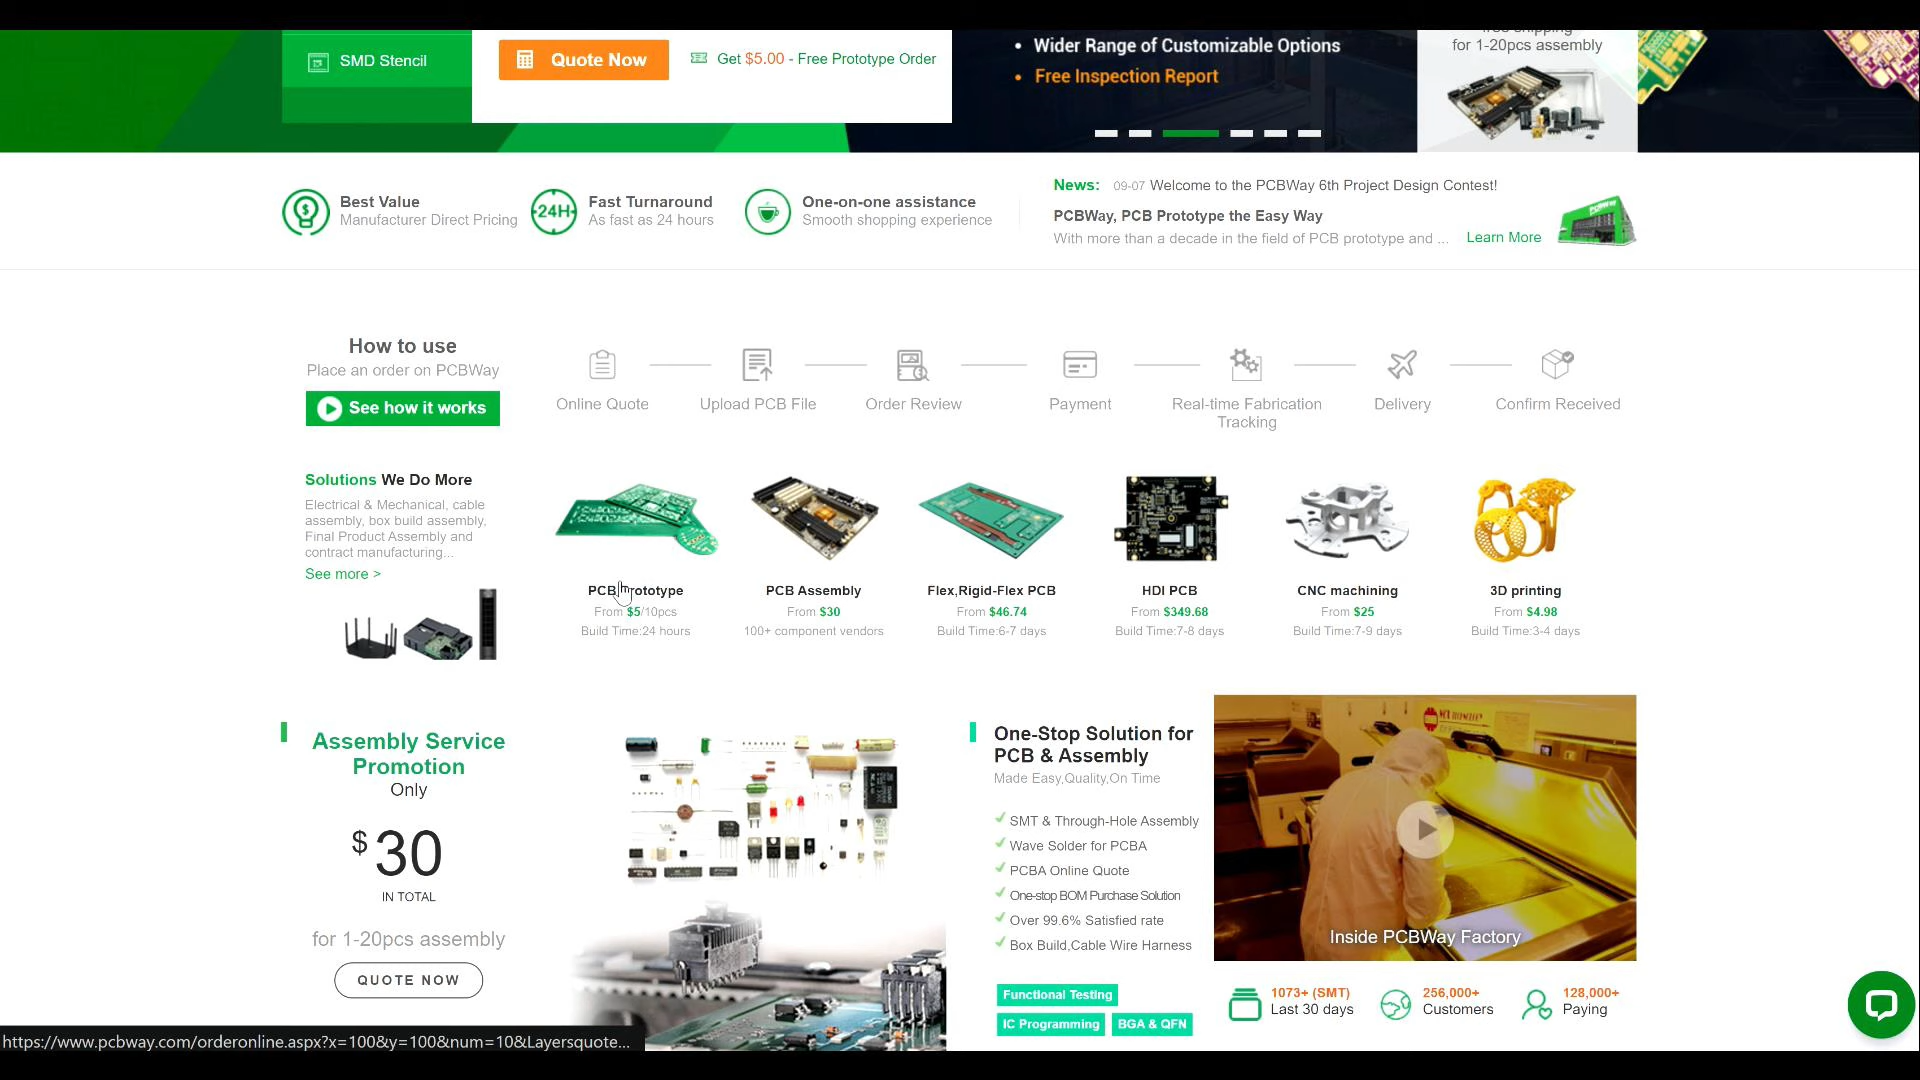 SMD Stencil
Quote Now
Get $5.00 - Free Prototype Order
• Wider Range of Customizable Options
• Free Inspection Report
free shipping
for 1-20pcs assembly
Best Value
Manufacturer Direct Pricing
24H
Fast Turnaround
As fast as 24 hours
One-on-one assistance
Smooth shopping experience
News: 09-07 Welcome to the PCBWay 6th Project Design Contest!
PCBWay, PCB Prototype the Easy Way
With more than a decade in the field of PCB prototype and ... Learn More
How to use
Place an order on PCBWay
See how it works
Online Quote
Upload PCB File
Order Review
Payment
Real-time Fabrication
Tracking
Delivery
Confirm Received
Solutions We Do More
Electrical & Mechanical, cable
assembly, box build assembly,
Final Product Assembly and
contract manufacturing...
See more >
PCB Prototype
From $5/10pcs
Build Time:24 hours
PCB Assembly
From $30
100+ component vendors
Flex,Rigid-Flex PCB
From $46.74
Build Time:6-7 days
HDI PCB
From $349.68
Build Time:7-8 days
CNC machining
From $25
Build Time:7-9 days
3D printing
From $4.98
Build Time:3-4 days
Assembly Service
Promotion
Only
$30
IN TOTAL
for 1-20pcs assembly
QUOTE NOW
One-Stop Solution for
PCB & Assembly
Made Easy,Quality,On Time
SMT & Through-Hole Assembly
Wave Solder for PCBA
PCBA Online Quote
One-stop BOM Purchase Solution
Over 99.6% Satisfied rate
Box Build,Cable Wire Harness
Functional Testing
IC Programming
BGA & QFN
Inside PCBWay Factory
1073+ (SMT)
Last 30 days
256,000+
Customers
128,000+
Paying
https://www.pcbway.com/orderonline.aspx?x=100&y=100&num=10&Layersquote...